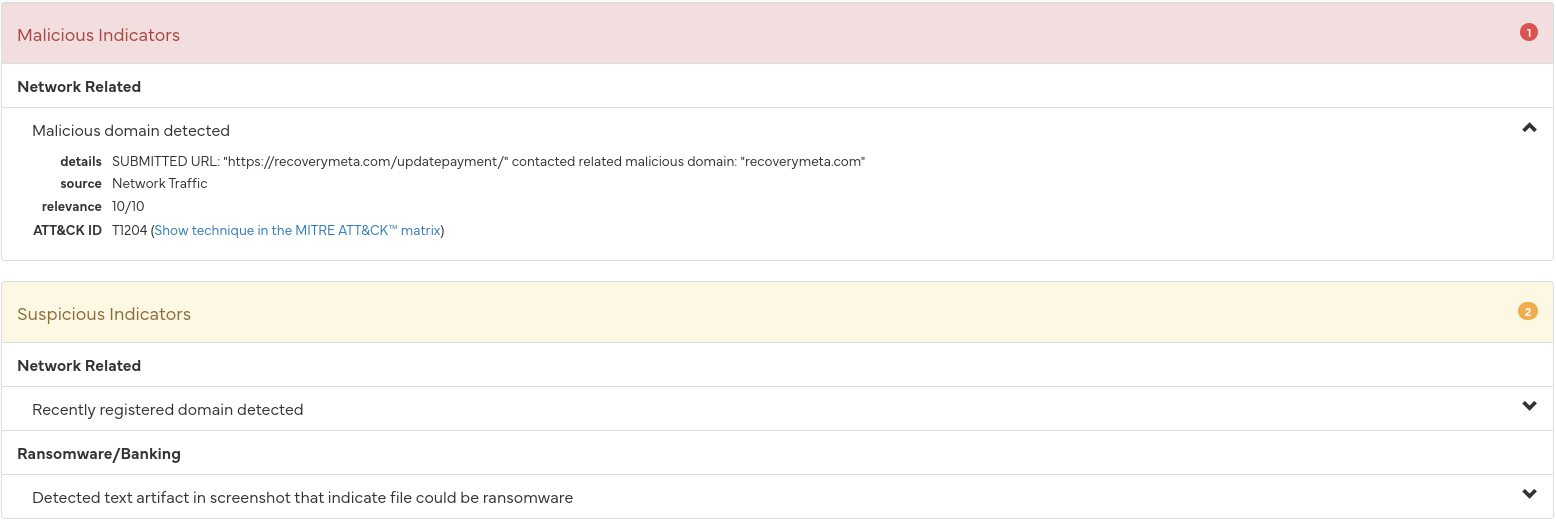 Malicious Indicators 1
Network Related
Malicious domain detected
details SUBMITTED URL: "https://recoverymeta.com/updatepayment/" contacted related malicious domain: "recoverymeta.com"
source Network Traffic
relevance 10/10
ATT&CK ID T1204 (Show technique in the MITRE ATT&CK™ matrix)
Suspicious Indicators 2
Network Related
Recently registered domain detected
Ransomware/Banking
Detected text artifact in screenshot that indicate file could be ransomware